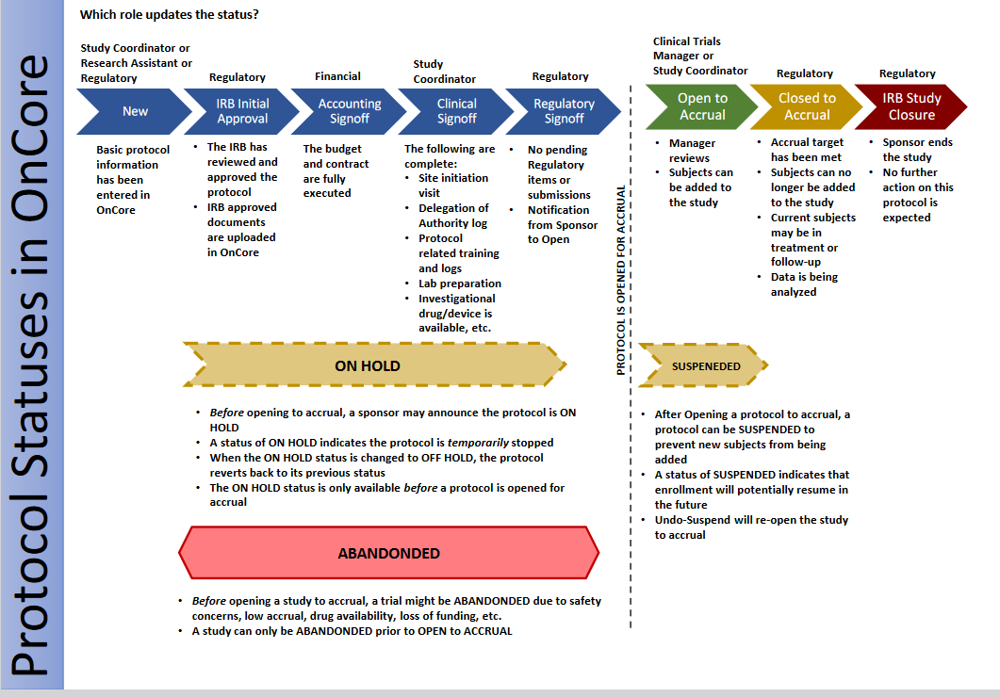 Protocol Statuses in OnCore
Which role updates the status?
Study Coordinator or
Research Assistant or
Regulatory
Regulatory
Financial
Study
Coordinator
Regulatory
Clinical Trials
Manager or
Study Coordinator
Regulatory
Regulatory
New
IRB Initial
Approval
Accounting
Signoff
Clinical
Signoff
Regulatory
Signoff
Open to
Accrual
Closed to
Accrual
IRB Study
Closure
Basic protocol
information
has been
entered in
OnCore
• The IRB has
reviewed and
approved the
protocol
• IRB approved
documents
are uploaded
in OnCore
The budget
and contract
are fully
executed
The following are
complete:
• Site initiation
visit
• Delegation of
Authority log
• Protocol
related training
and logs
• Lab preparation
• Investigational
drug/device is
available, etc.
• No pending
Regulatory
items or
submissions
• Notification
from Sponsor
to Open
PROTOCOL IS OPENED FOR ACCRUAL
• Manager
reviews
• Subjects can
be added to
the study
• Accrual target
has been met
• Subjects can no
longer be added
to the study
• Current subjects
may be in
treatment or
follow-up
• Data is being
analyzed
• Sponsor ends
the study
• No further
action on this
protocol is
expected
ON HOLD
• Before opening to accrual, a sponsor may announce the protocol is ON
HOLD
• A status of ON HOLD indicates the protocol is temporarily stopped
• When the ON HOLD status is changed to OFF HOLD, the protocol
reverts back to its previous status
• The ON HOLD status is only available before a protocol is opened for
accrual
SUSPENEDED
• After Opening a protocol to accrual, a
protocol can be SUSPENDED to
prevent new subjects from being
added
• A status of SUSPENDED indicates that
enrollment will potentially resume in
the future
• Undo-Suspend will re-open the study
to accrual
ABANDONDED
• Before opening a study to accrual, a trial might be ABANDONDED due to safety
concerns, low accrual, drug availability, loss of funding, etc.
• A study can only be ABANDONDED prior to OPEN to ACCRUAL